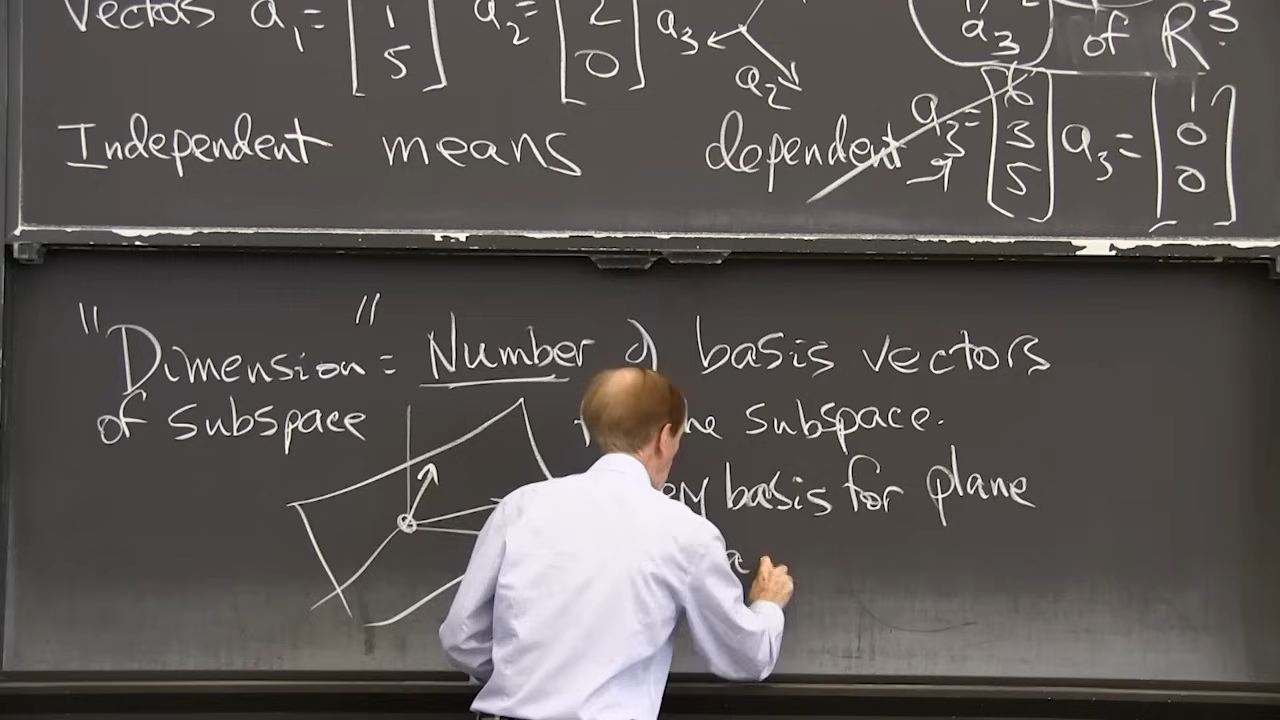 Vectors a1 = [ 1 5 ] a2 = [ 2 0 ] a3 a2
a3 of R3
Independent means dependent a3 = [ 6 3 5 ] a3 = [ 1 0 0 ]
"Dimension" = Number of basis vectors
of subspace subspace.
basis for plane